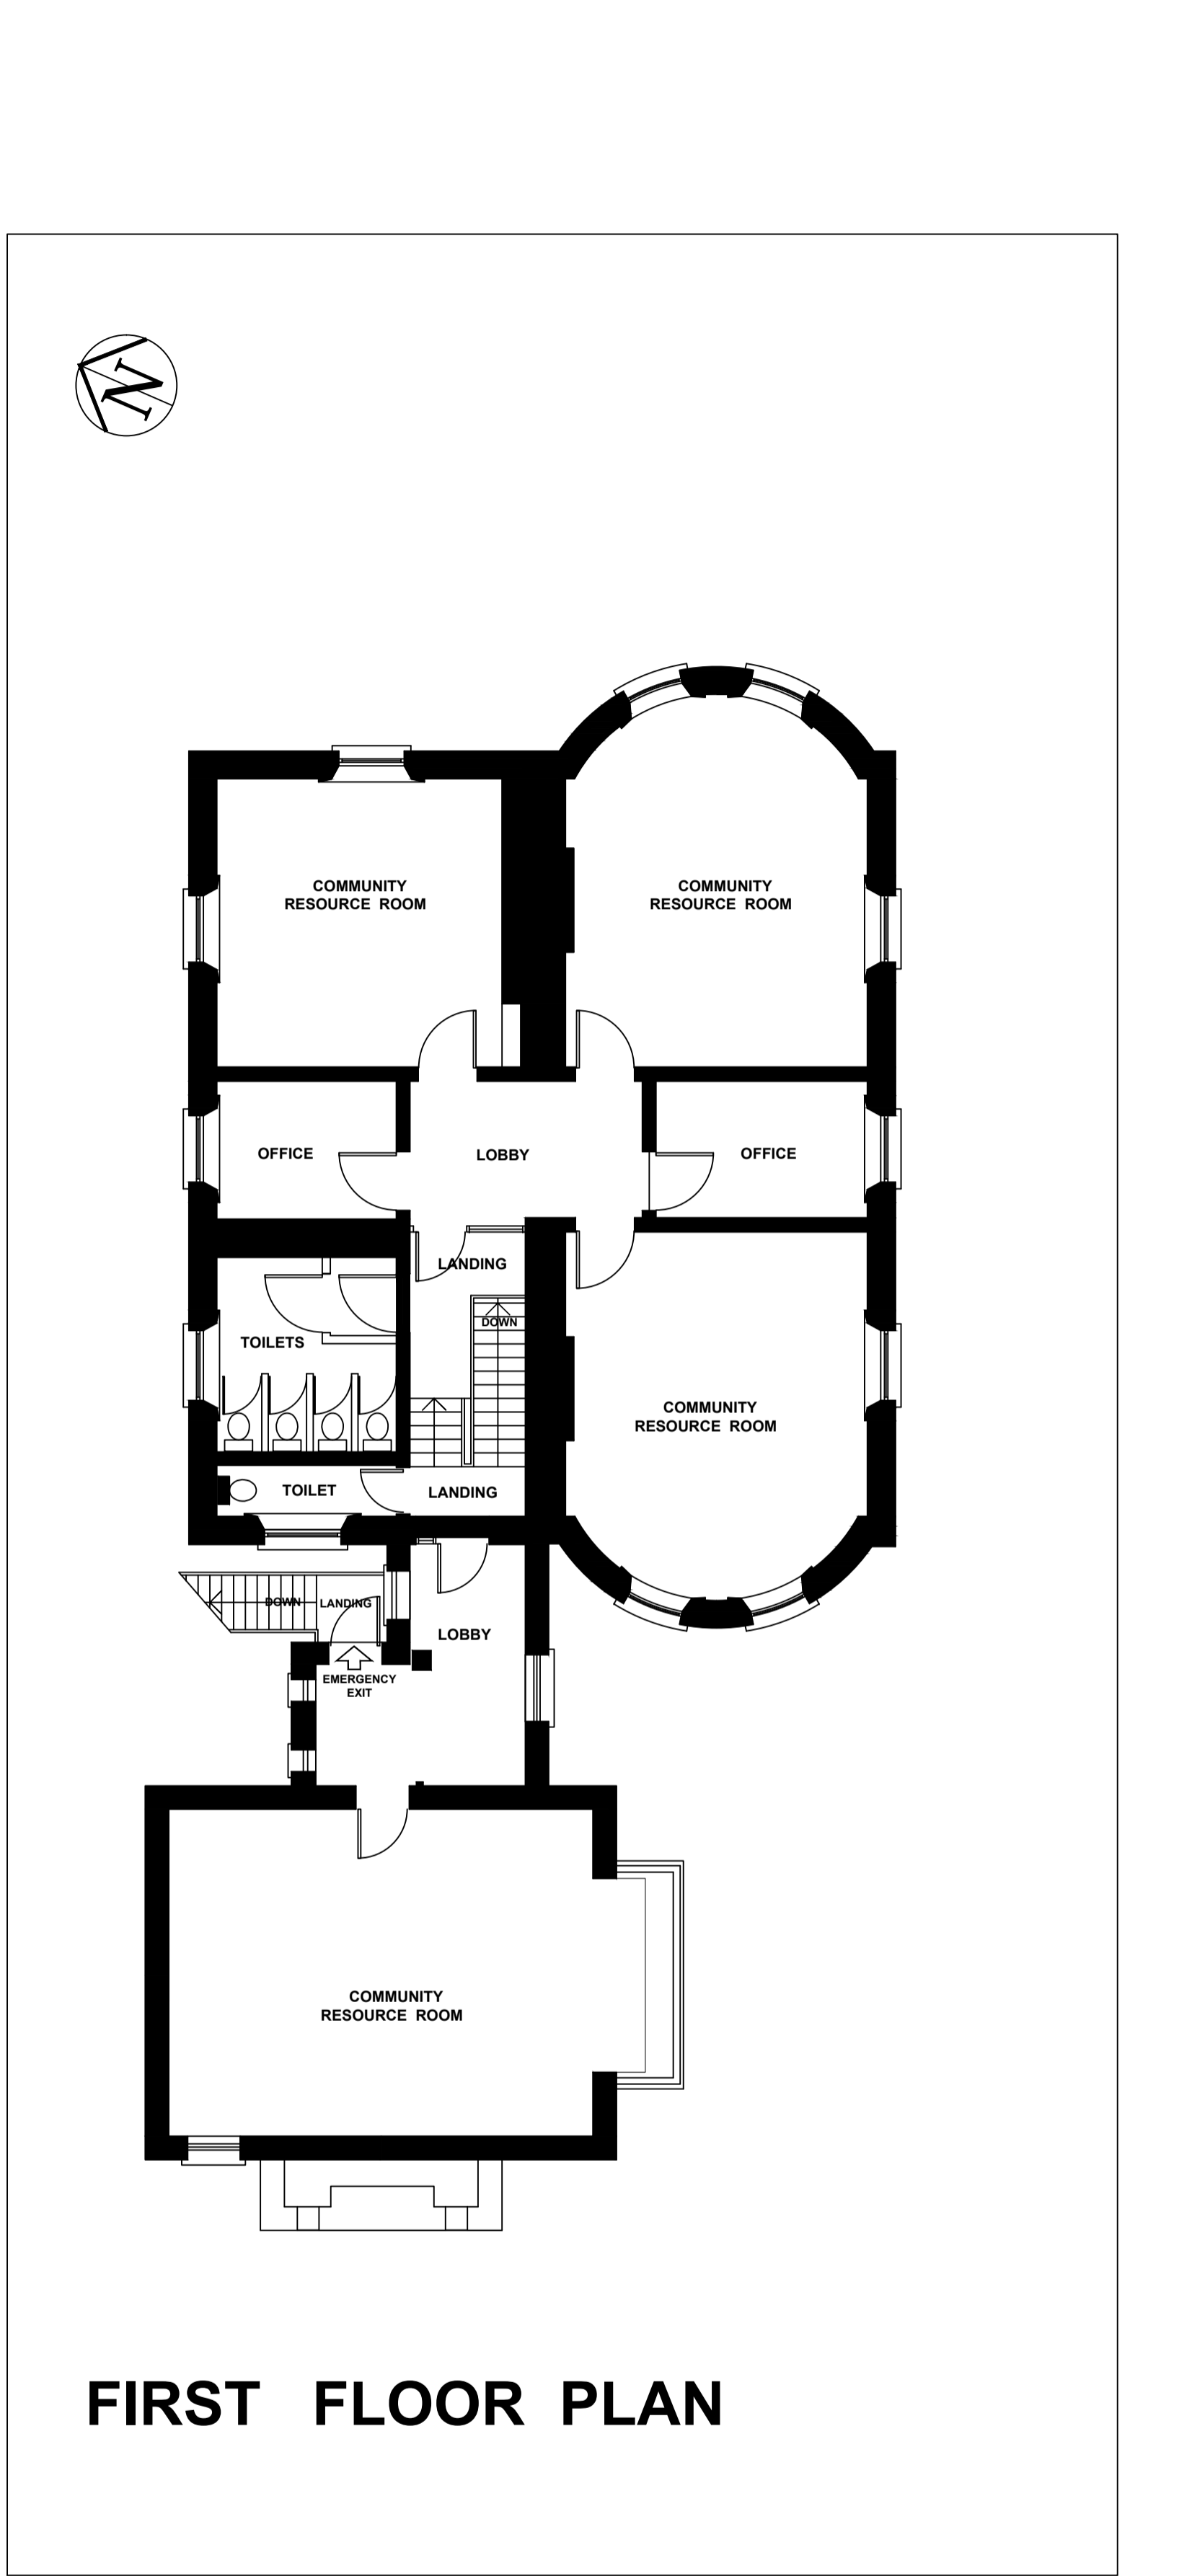 N
COMMUNITY
RESOURCE ROOM
COMMUNITY
RESOURCE ROOM
OFFICE
LOBBY
OFFICE
LANDING
DOWN
TOILETS
COMMUNITY
RESOURCE ROOM
TOILET
LANDING
DOWN
LANDING
LOBBY
EMERGENCY
EXIT
COMMUNITY
RESOURCE ROOM
FIRST FLOOR PLAN